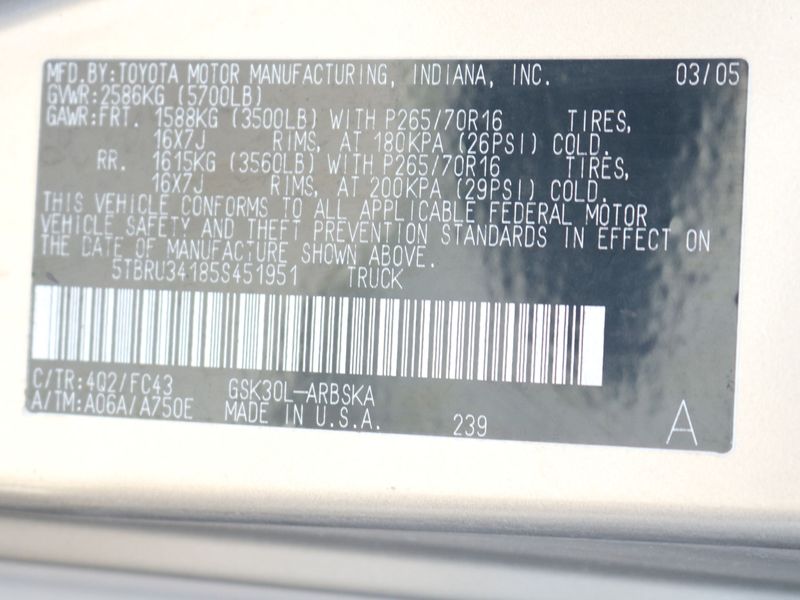 MFD.BY:TOYOTA MOTOR MANUFACTURING, INDIANA, INC. 03/05
GVWR:2586KG (5700LB)
GAWR:FRT. 1588KG (3500LB) WITH P265/70R16 TIRES,
16X7J RIMS, AT 180KPA (26PSI) COLD.
RR. 1615KG (3560LB) WITH P265/70R16 TIRES,
16X7J RIMS, AT 200KPA (29PSI) COLD.
THIS VEHICLE CONFORMS TO ALL APPLICABLE FEDERAL MOTOR
VEHICLE SAFETY AND THEFT PREVENTION STANDARDS IN EFFECT ON
THE DATE OF MANUFACTURE SHOWN ABOVE.
5TBRU34185S451951 TRUCK
C/TR:4Q2/FC43 GSK30L-ARBSKA
A/TM:A06A/A750E MADE IN U.S.A. 239 A